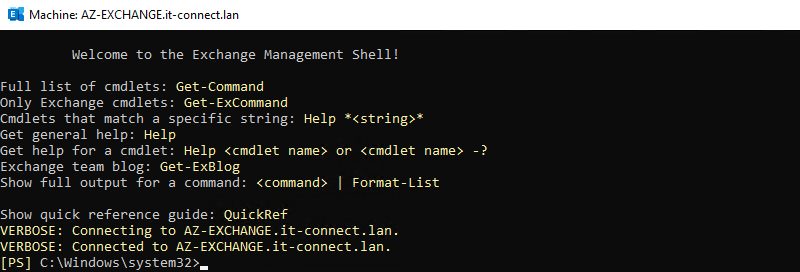 Machine: AZ-EXCHANGE.it-connect.lan
Welcome to the Exchange Management Shell!
Full list of cmdlets: Get-Command
Only Exchange cmdlets: Get-ExCommand
Cmdlets that match a specific string: Help *<string>*
Get general help: Help
Get help for a cmdlet: Help <cmdlet name> or <cmdlet name> -?
Exchange team blog: Get-ExBlog
Show full output for a command: <command> | Format-List
Show quick reference guide: QuickRef
VERBOSE: Connecting to AZ-EXCHANGE.it-connect.lan.
VERBOSE: Connected to AZ-EXCHANGE.it-connect.lan.
[PS] C:\Windows\system32>